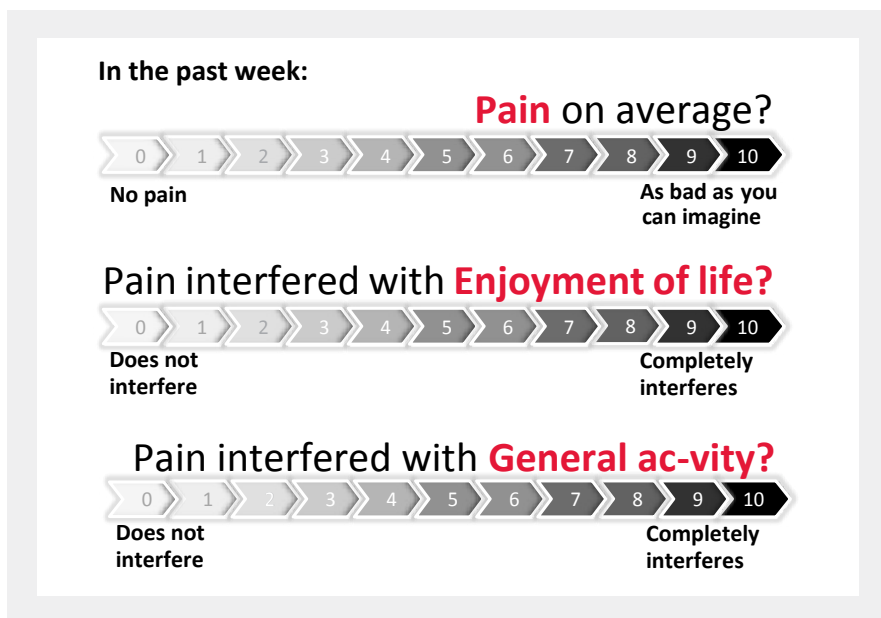 In the past week:
Pain on average?
0 1 2 3 4 5 6 7 8 9 10
No pain
As bad as you
can imagine
Pain interfered with Enjoyment of life?
0 1 2 3 4 5 6 7 8 9 10
Does not
interfere
Completely
interferes
Pain interfered with General ac-vity?
0 1 2 3 4 5 6 7 8 9 10
Does not
interfere
Completely
interferes